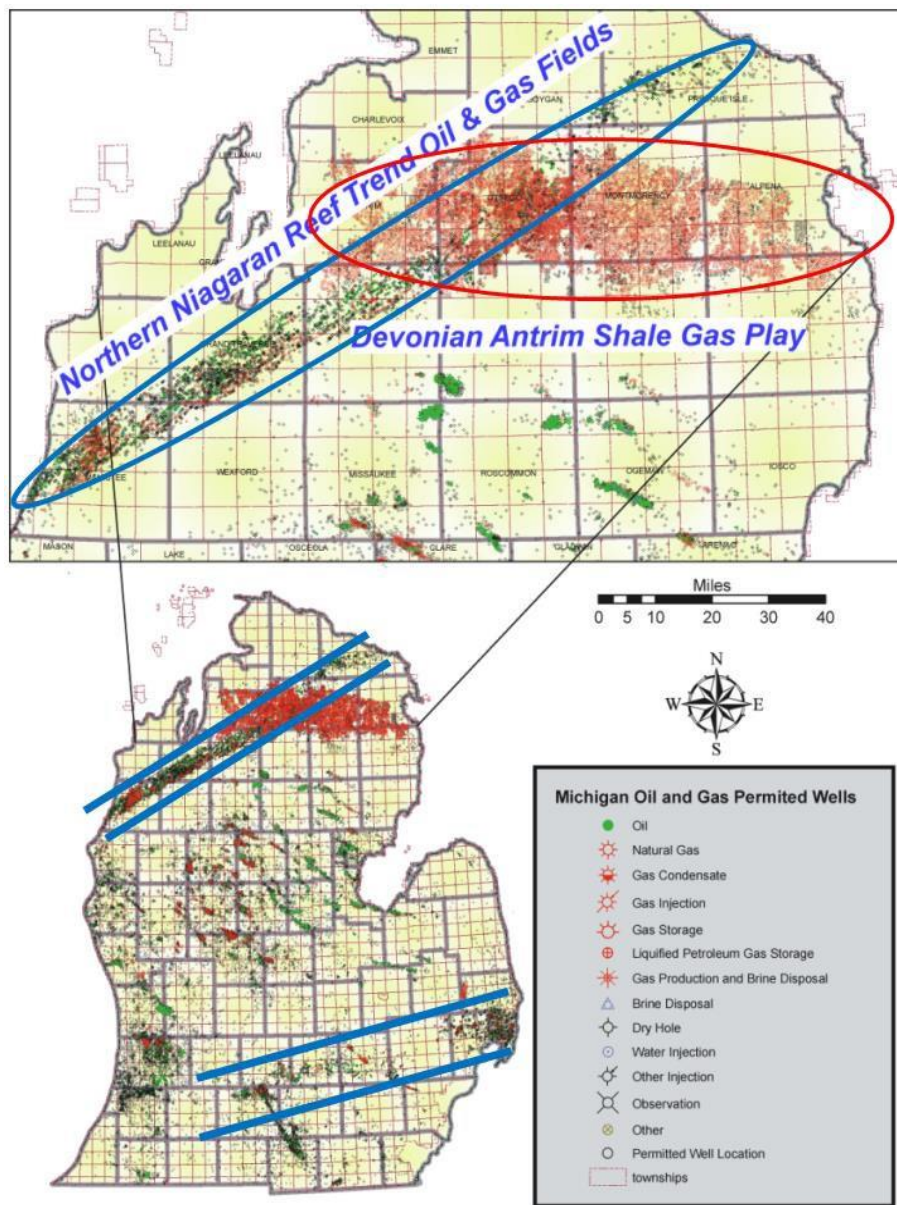 EMMET
CHARLEVOIX
PRESQUE ISLE
LEELANAU
MONTMORENCY
ALPENA
LEELANAU
Northern Niagaran Reef Trend Oil & Gas Fields
Devonian Antrim Shale Gas Play
WEXFORD
MISSAUKEE
ROSCOMMON
OGEMAW
IOSCO
MASON
LAKE
OSCEOLA
CLARE
GLADWIN
ARENAC
Miles
0 5 10 20 30 40
N
W E
S
Michigan Oil and Gas Permited Wells
Oil
Natural Gas
Gas Condensate
Gas Injection
Gas Storage
Liquified Petroleum Gas Storage
Gas Production and Brine Disposal
Brine Disposal
Dry Hole
Water Injection
Other Injection
Observation
Other
Permitted Well Location
townships